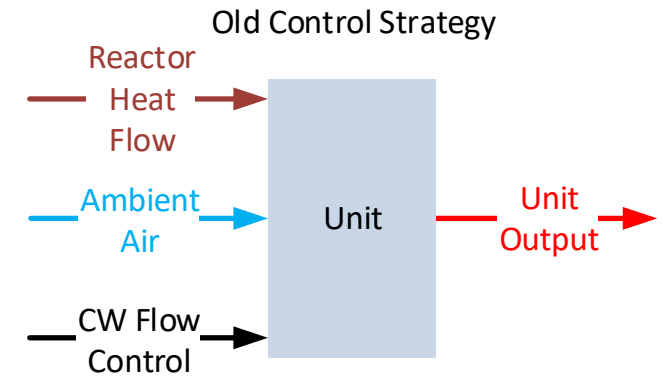 Old Control Strategy
Reactor
Heat
Flow
Ambient
Air
CW Flow
Control
Unit
Unit
Output